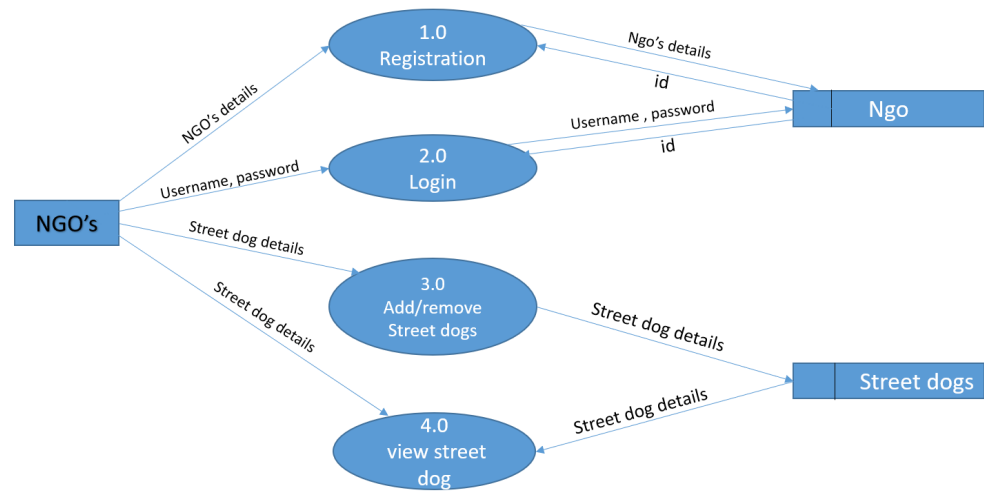 1.0
Registration
Ngo's details
id
NGO's details
Ngo
Username , password
id
2.0
Login
Username, password
NGO's
Street dog details
3.0
Add/remove
Street dogs
Street dog details
Street dog details
Street dogs
Street dog details
4.0
view street
dog